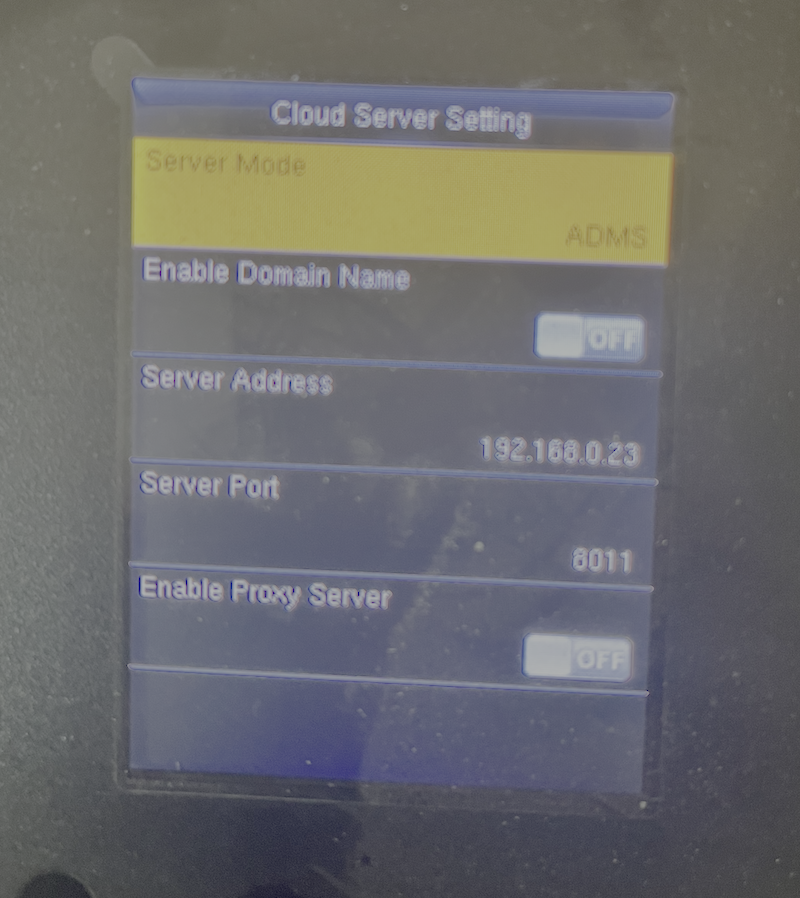 Cloud Server Setting
Server Mode
ADMS
Enable Domain Name
OFF
Server Address
192.168.0.23
Server Port
8011
Enable Proxy Server
OFF